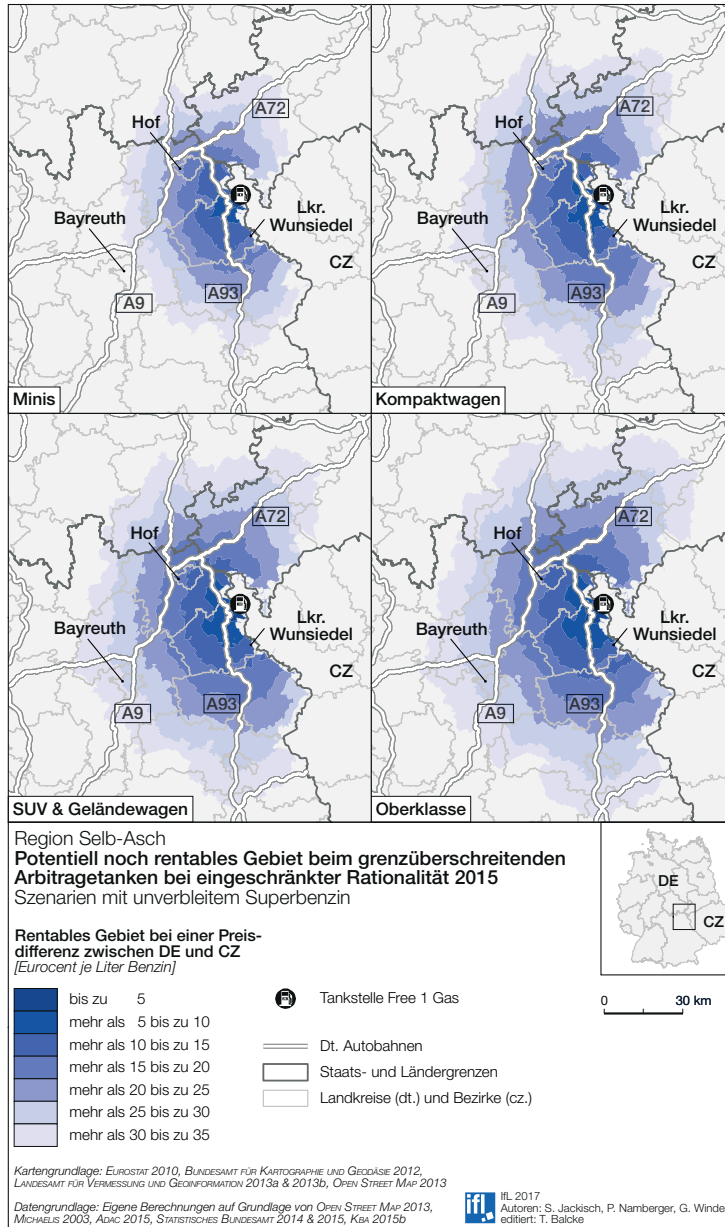 A72
Hof
Bayreuth
Lkr.
Wunsiedel
CZ
A9
A93
Minis
A72
Hof
Bayreuth
Lkr.
Wunsiedel
CZ
A9
A93
Kompaktwagen
A72
Hof
Bayreuth
Lkr.
Wunsiedel
CZ
A9
A93
SUV & Geländewagen
A72
Hof
Bayreuth
Lkr.
Wunsiedel
CZ
A9
A93
Oberklasse
Region Selb-Asch
Potentiell noch rentables Gebiet beim grenzüberschreitenden
Arbitragetanken bei eingeschränkter Rationalität 2015
Szenarien mit unverbleitem Superbenzin
DE
CZ
Rentables Gebiet bei einer Preis-
differenz zwischen DE und CZ
[Eurocent je Liter Benzin]
bis zu 5
mehr als 5 bis zu 10
mehr als 10 bis zu 15
mehr als 15 bis zu 20
mehr als 20 bis zu 25
mehr als 25 bis zu 30
mehr als 30 bis zu 35
Tankstelle Free 1 Gas
Dt. Autobahnen
Staats- und Ländergrenzen
Landkreise (dt.) und Bezirke (cz.)
0 30 km
Kartengrundlage: Eurostat 2010, Bundesamt für Kartographie und Geodäsie 2012,
Landesamt für Vermessung und Geoinformation 2013a & 2013b, Open Street Map 2013
Datengrundlage: Eigene Berechnungen auf Grundlage von Open Street Map 2013,
Michaelis 2003, Adac 2015, Statistisches Bundesamt 2014 & 2015, Kba 2015b
ifl
IfL 2017
Autoren: S. Jackisch, P. Namberger, G. Winde
editiert: T. Balke